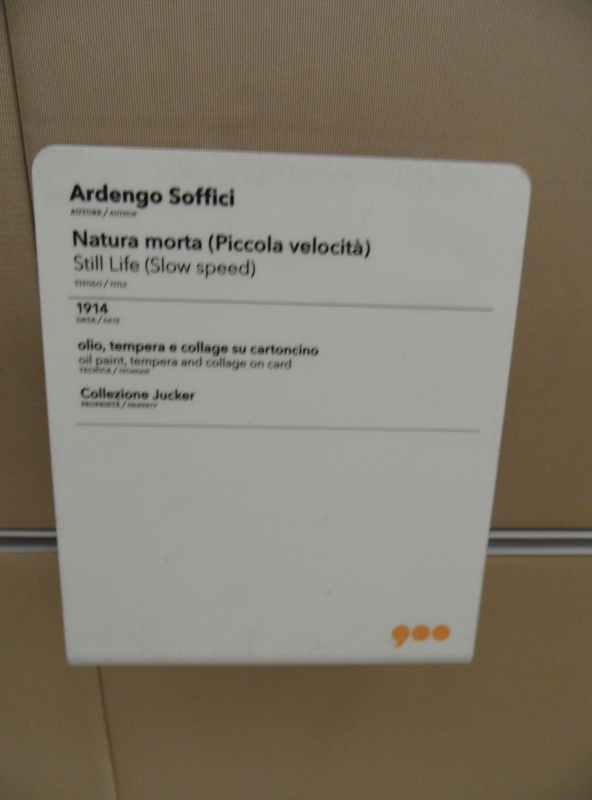 Ardengo Soffici
AUTORE / AUTHOR
Natura morta (Piccola velocità)
Still Life (Slow speed)
TITOLO / TITLE
1914
DATA / DATE
olio, tempera e collage su cartoncino
oil paint, tempera and collage on card
TECNICA / TECHNIQUE
Collezione Jucker
PROPRIETÀ / PROPERTY
900